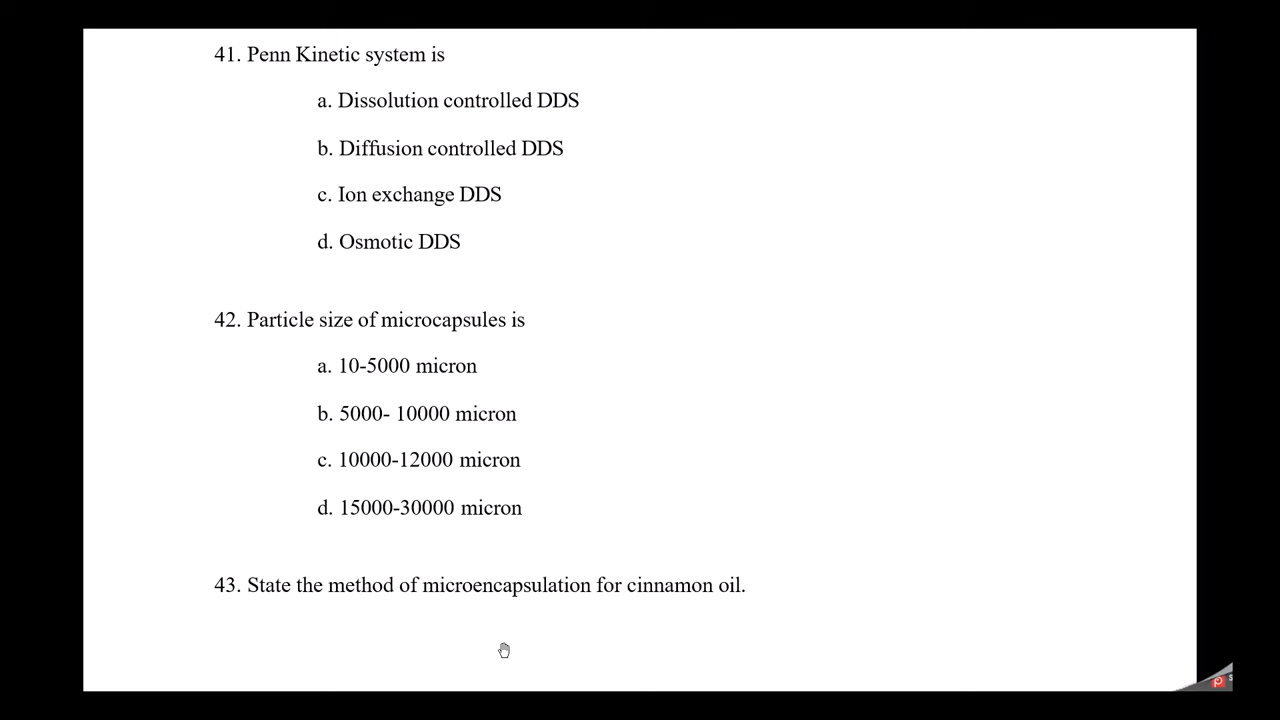 41. Penn Kinetic system is
a. Dissolution controlled DDS
b. Diffusion controlled DDS
c. Ion exchange DDS
d. Osmotic DDS
42. Particle size of microcapsules is
a. 10-5000 micron
b. 5000- 10000 micron
c. 10000-12000 micron
d. 15000-30000 micron
43. State the method of microencapsulation for cinnamon oil.